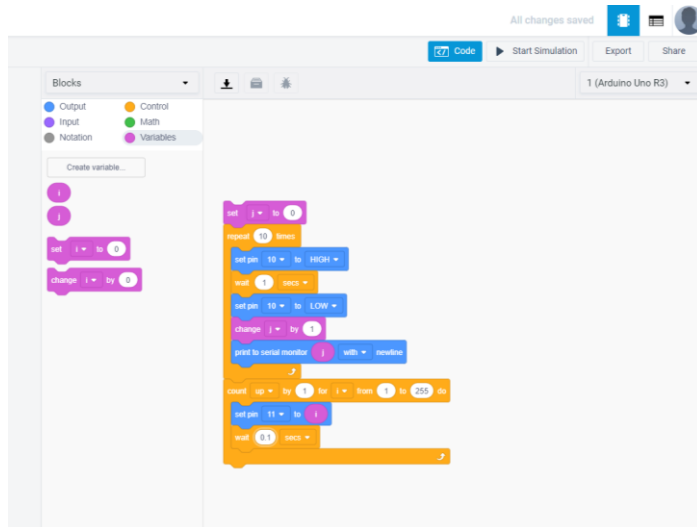 All changes saved
Code Start Simulation Export Share
Blocks 1 (Arduino Uno R3)
Output Control
Input Math
Notation Variables
Create variable...
i
j
set i to 0
change i by 0
set j to 0
repeat 10 times
set pin 10 to HIGH
wait 1 secs
set pin 10 to LOW
change j by 1
print to serial monitor j with newline
count up by 1 for i from 1 to 255 do
set pin 11 to i
wait 0.1 secs